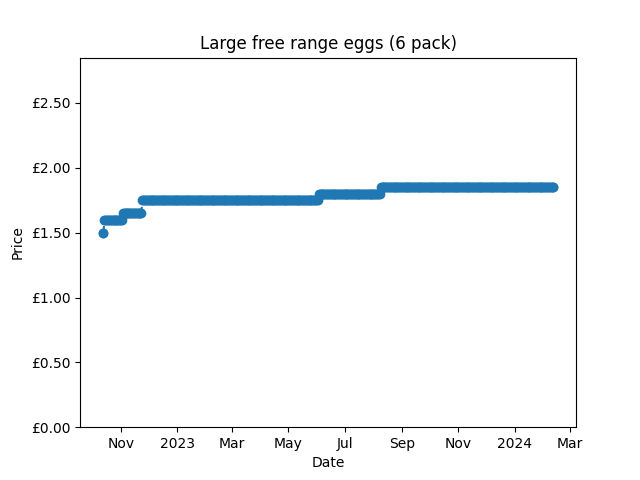 Large free range eggs (6 pack)
£2.50
£2.00
£1.50
£1.00
£0.50
£0.00
Price
Nov 2023 Mar May Jul Sep Nov 2024 Mar
Date